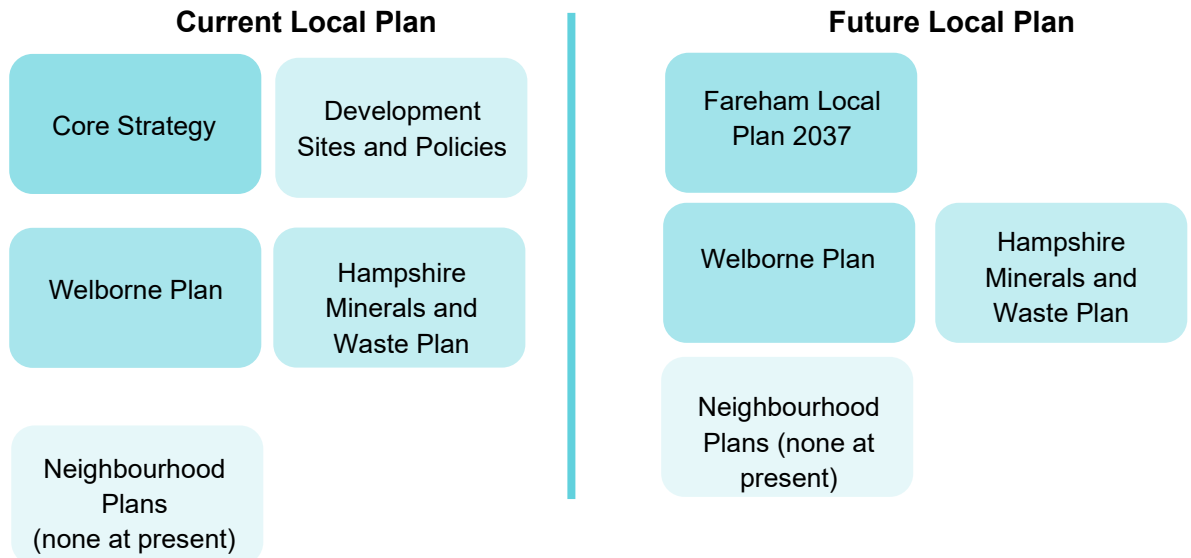 Current Local Plan
Core Strategy
Development
Sites and Policies
Welborne Plan
Hampshire
Minerals and
Waste Plan
Neighbourhood
Plans
(none at present)
Future Local Plan
Fareham Local
Plan 2037
Welborne Plan
Hampshire
Minerals and
Waste Plan
Neighbourhood
Plans (none at
present)